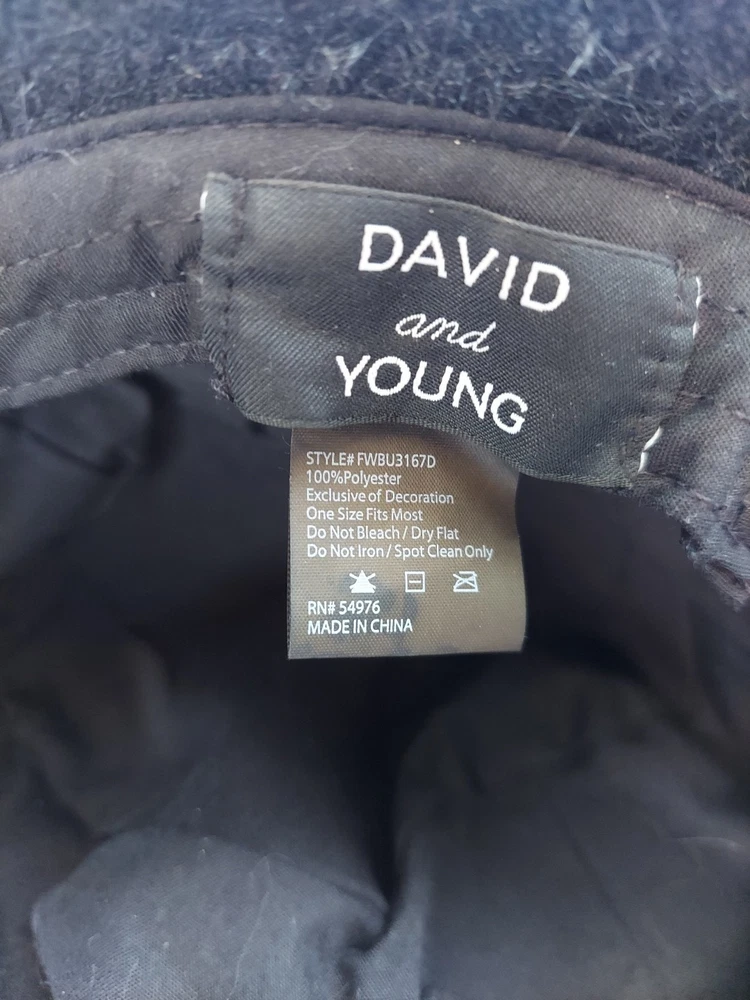 DAVID
and
YOUNG
STYLE# FWBU3167D
100%Polyester
Exclusive of Decoration
One Size Fits Most
Do Not Bleach / Dry Flat
Do Not Iron / Spot Clean Only
RN# 54976
MADE IN CHINA